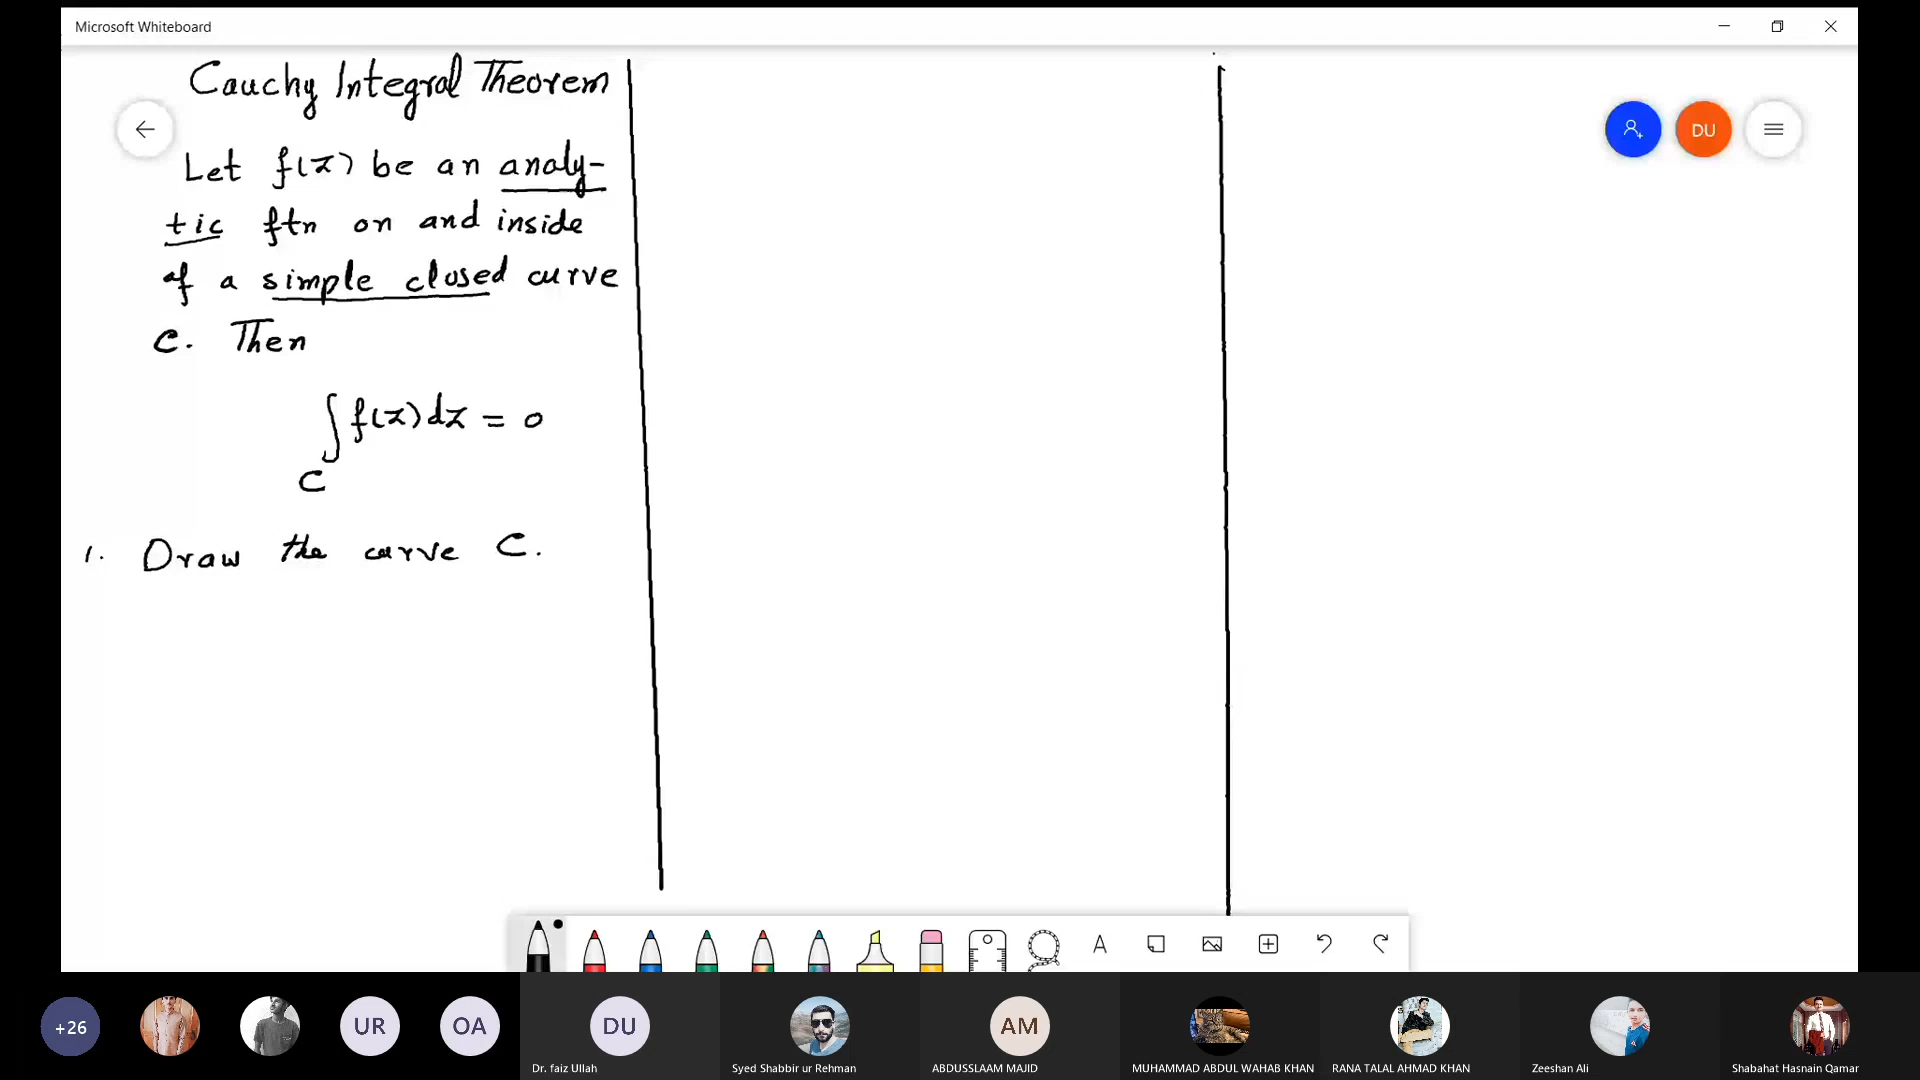 Microsoft Whiteboard
Cauchy Integral Theorem
Let f(z) be an analy-
tic ftn on and inside
of a simple closed curve
C. Then
∫ f(z) dz = 0
C
1. Draw the curve C.
DU
A
+26
UR
OA
DU
AM
Dr. faiz Ullah
Syed Shabbir ur Rehman
ABDUSSLAAM MAJID
MUHAMMAD ABDUL WAHAB KHAN
RANA TALAL AHMAD KHAN
Zeeshan Ali
Shabahat Hasnain Qamar